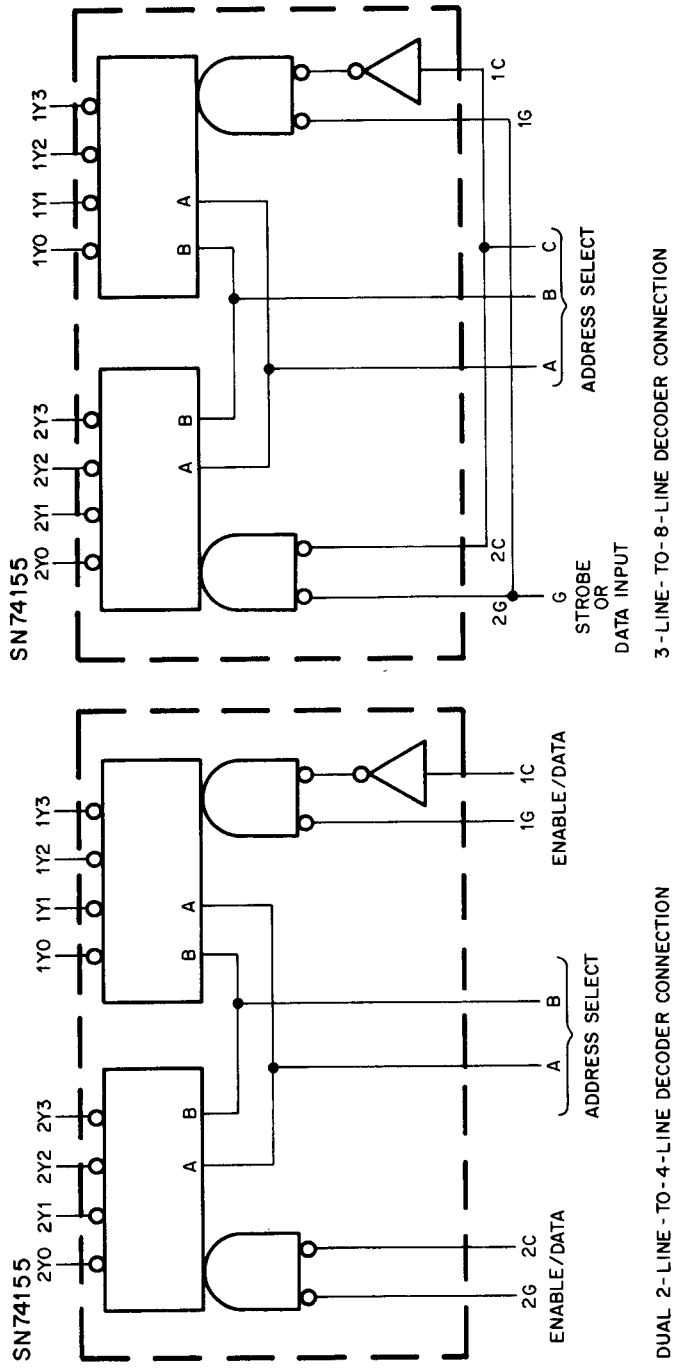 SN74155
2Y0 2Y1 2Y2 2Y3 1Y0 1Y1 1Y2 1Y3
A B B A
2G 2C A B 1G 1C
ENABLE/DATA
ADDRESS SELECT
ENABLE/DATA
DUAL 2-LINE-TO-4-LINE DECODER CONNECTION
SN74155
2Y0 2Y1 2Y2 2Y3 1Y0 1Y1 1Y2 1Y3
A B B A
2G 2C 1G 1C
G A B C
STROBE
OR
DATA INPUT
ADDRESS SELECT
3-LINE-TO-8-LINE DECODER CONNECTION